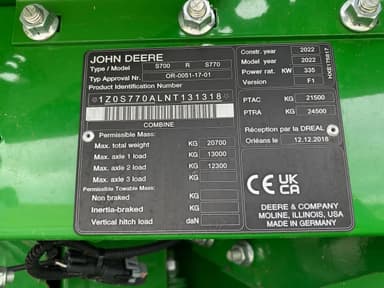 JOHN DEERE
Type / Model S700 R S770
Typ Approval Nr. OR-0051-17-01
Product Identification Number
*1Z0S770ALNT131318*
COMBINE
Permissible Mass:
Max. total weight KG 20700
Max. axle 1 load KG 13000
Max. axle 2 load KG 12300
Max. axle 3 load KG
Permissible Towable Mass:
Non braked KG
Inertia-braked KG
Vertical hitch load daN
Constr. year 2022
Model year 2022
Power rat. KW 335
Version F1
PTAC KG 21500
PTRA KG 24500
Réception par la DREAL
Orléans le 12.12.2018
CE UK
CA
DEERE & COMPANY
MOLINE, ILLINOIS, USA
MADE IN GERMANY